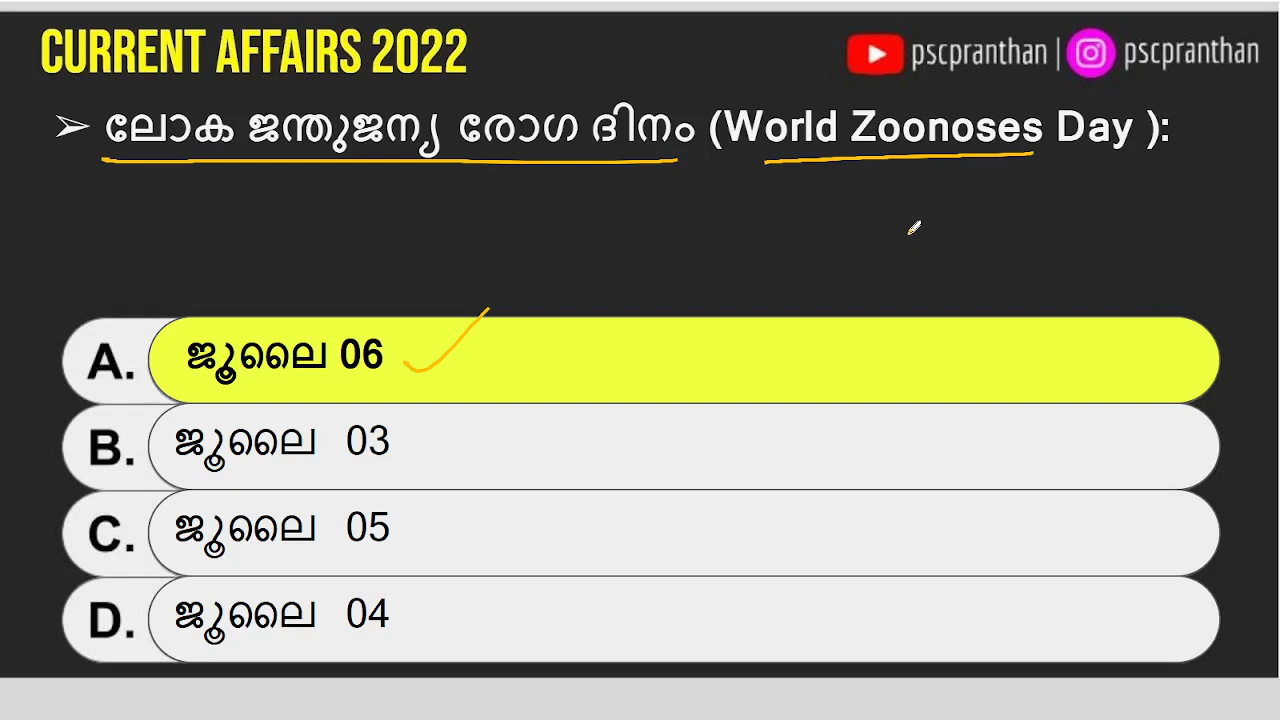 CURRENT AFFAIRS 2022
pscpranthan | pscpranthan
➢ ലോക ജന്തുജന്യ രോഗ ദിനം (World Zoonoses Day ):
A. ജൂലൈ 06
B. ജൂലൈ 03
C. ജൂലൈ 05
D. ജൂലൈ 04